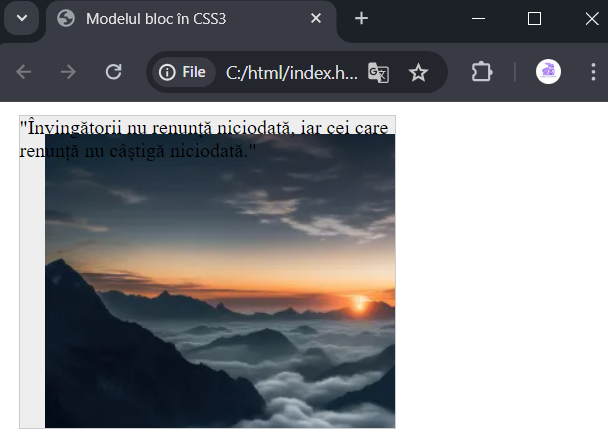 Modelul bloc în CSS3
File
C:/html/index.h...
"Învingătorii nu renunță niciodată, iar cei care
renunță nu câștigă niciodată."